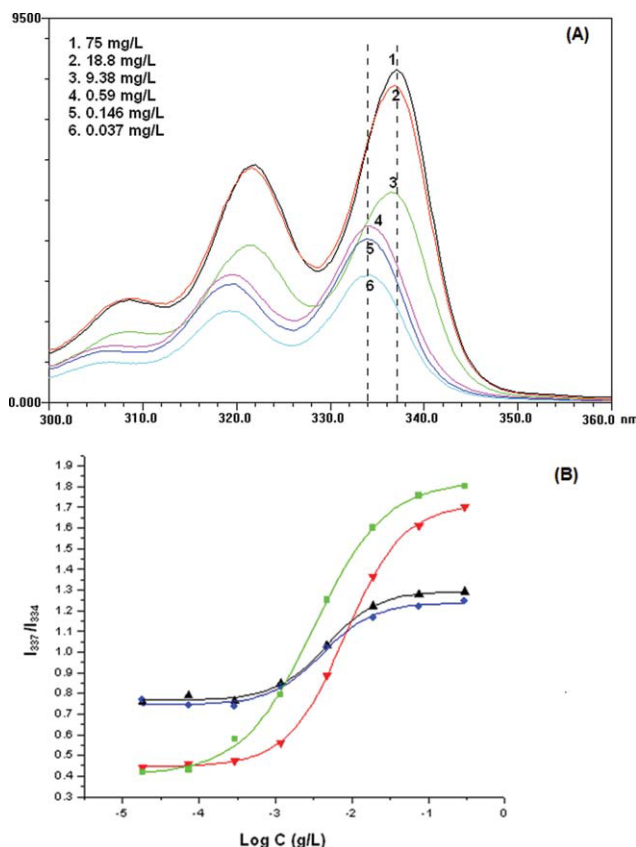 9500
(A)
1. 75 mg/L
2. 18.8 mg/L
3. 9.38 mg/L
4. 0.59 mg/L
5. 0.146 mg/L
6. 0.037 mg/L
1
2
3
4
5
6
0.000
300.0 310.0 320.0 330.0 340.0 350.0 360.0 nm
(B)
1.9
1.8
1.7
1.6
1.5
1.4
1.3
1.2
1.1
1.0
0.9
0.8
0.7
0.6
0.5
0.4
0.3
I337/I334
-5 -4 -3 -2 -1 0
Log C (g/L)